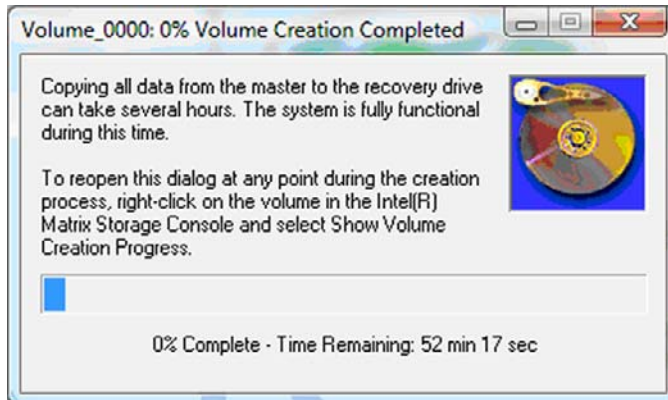 Volume_0000: 0% Volume Creation Completed
Copying all data from the master to the recovery drive
can take several hours. The system is fully functional
during this time.
To reopen this dialog at any point during the creation
process, right-click on the volume in the Intel(R)
Matrix Storage Console and select Show Volume
Creation Progress.
0% Complete - Time Remaining: 52 min 17 sec